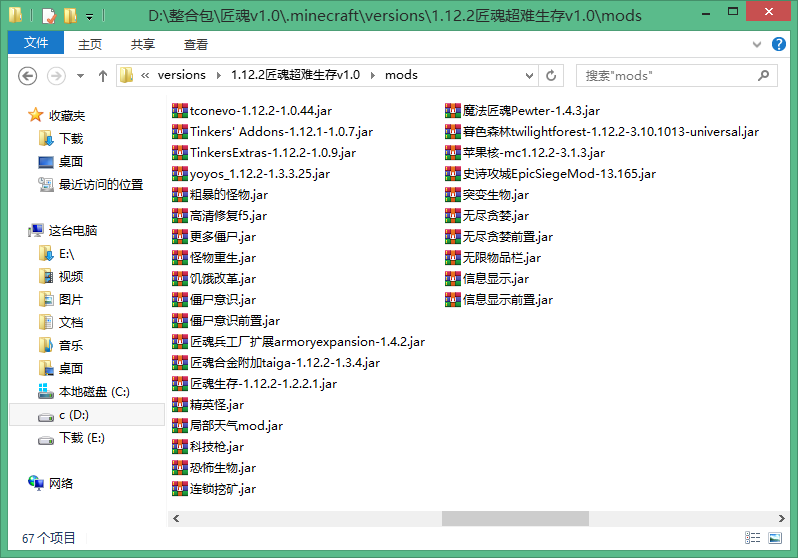 D:\整合包\匠魂v1.0\.minecraft\versions\1.12.2匠魂超难生存v1.0\mods
文件 主页 共享 查看
« versions 1.12.2匠魂超难生存v1.0 mods
搜索"mods"
收藏夹
下载
桌面
最近访问的位置
这台电脑
E:\
视频
图片
文档
音乐
桌面
本地磁盘 (C:)
c (D:)
下载 (E:)
网络
tconevo-1.12.2-1.0.44.jar
Tinkers' Addons-1.12.1-1.0.7.jar
TinkersExtras-1.12.2-1.0.9.jar
yoyos_1.12.2-1.3.3.25.jar
粗暴的怪物.jar
高清修复f5.jar
更多僵尸.jar
怪物重生.jar
饥饿改革.jar
僵尸意识.jar
僵尸意识前置.jar
匠魂兵工厂扩展armoryexpansion-1.4.2.jar
匠魂合金附加taiga-1.12.2-1.3.4.jar
匠魂生存-1.12.2-1.2.2.1.jar
精英怪.jar
局部天气mod.jar
科技枪.jar
恐怖生物.jar
连锁挖矿.jar
魔法匠魂Pewter-1.4.3.jar
暮色森林twilightforest-1.12.2-3.10.1013-universal.jar
苹果核-mc1.12.2-3.1.3.jar
史诗攻城EpicSiegeMod-13.165.jar
突变生物.jar
无尽贪婪.jar
无尽贪婪前置.jar
无限物品栏.jar
信息显示.jar
信息显示前置.jar
67 个项目